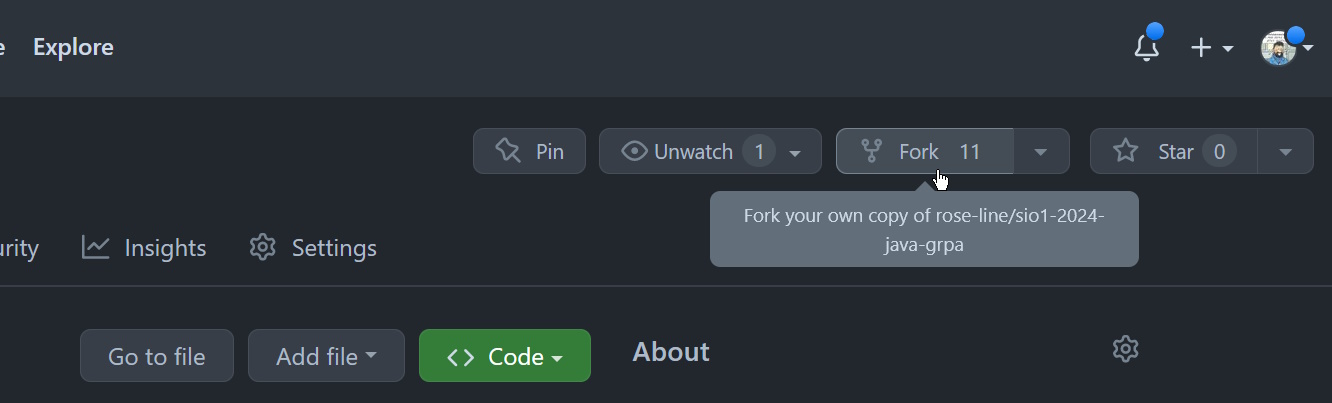 e Explore
Pin Unwatch 1 Fork 11 Star 0
Fork your own copy of rose-line/sio1-2024-
java-grpa
urity Insights Settings
Go to file Add file <> Code About